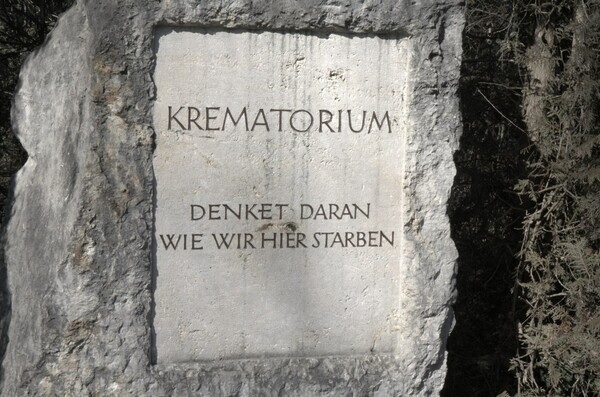 KREMATORIUM
DENKET DARAN
WIE WIR HIER STARBEN